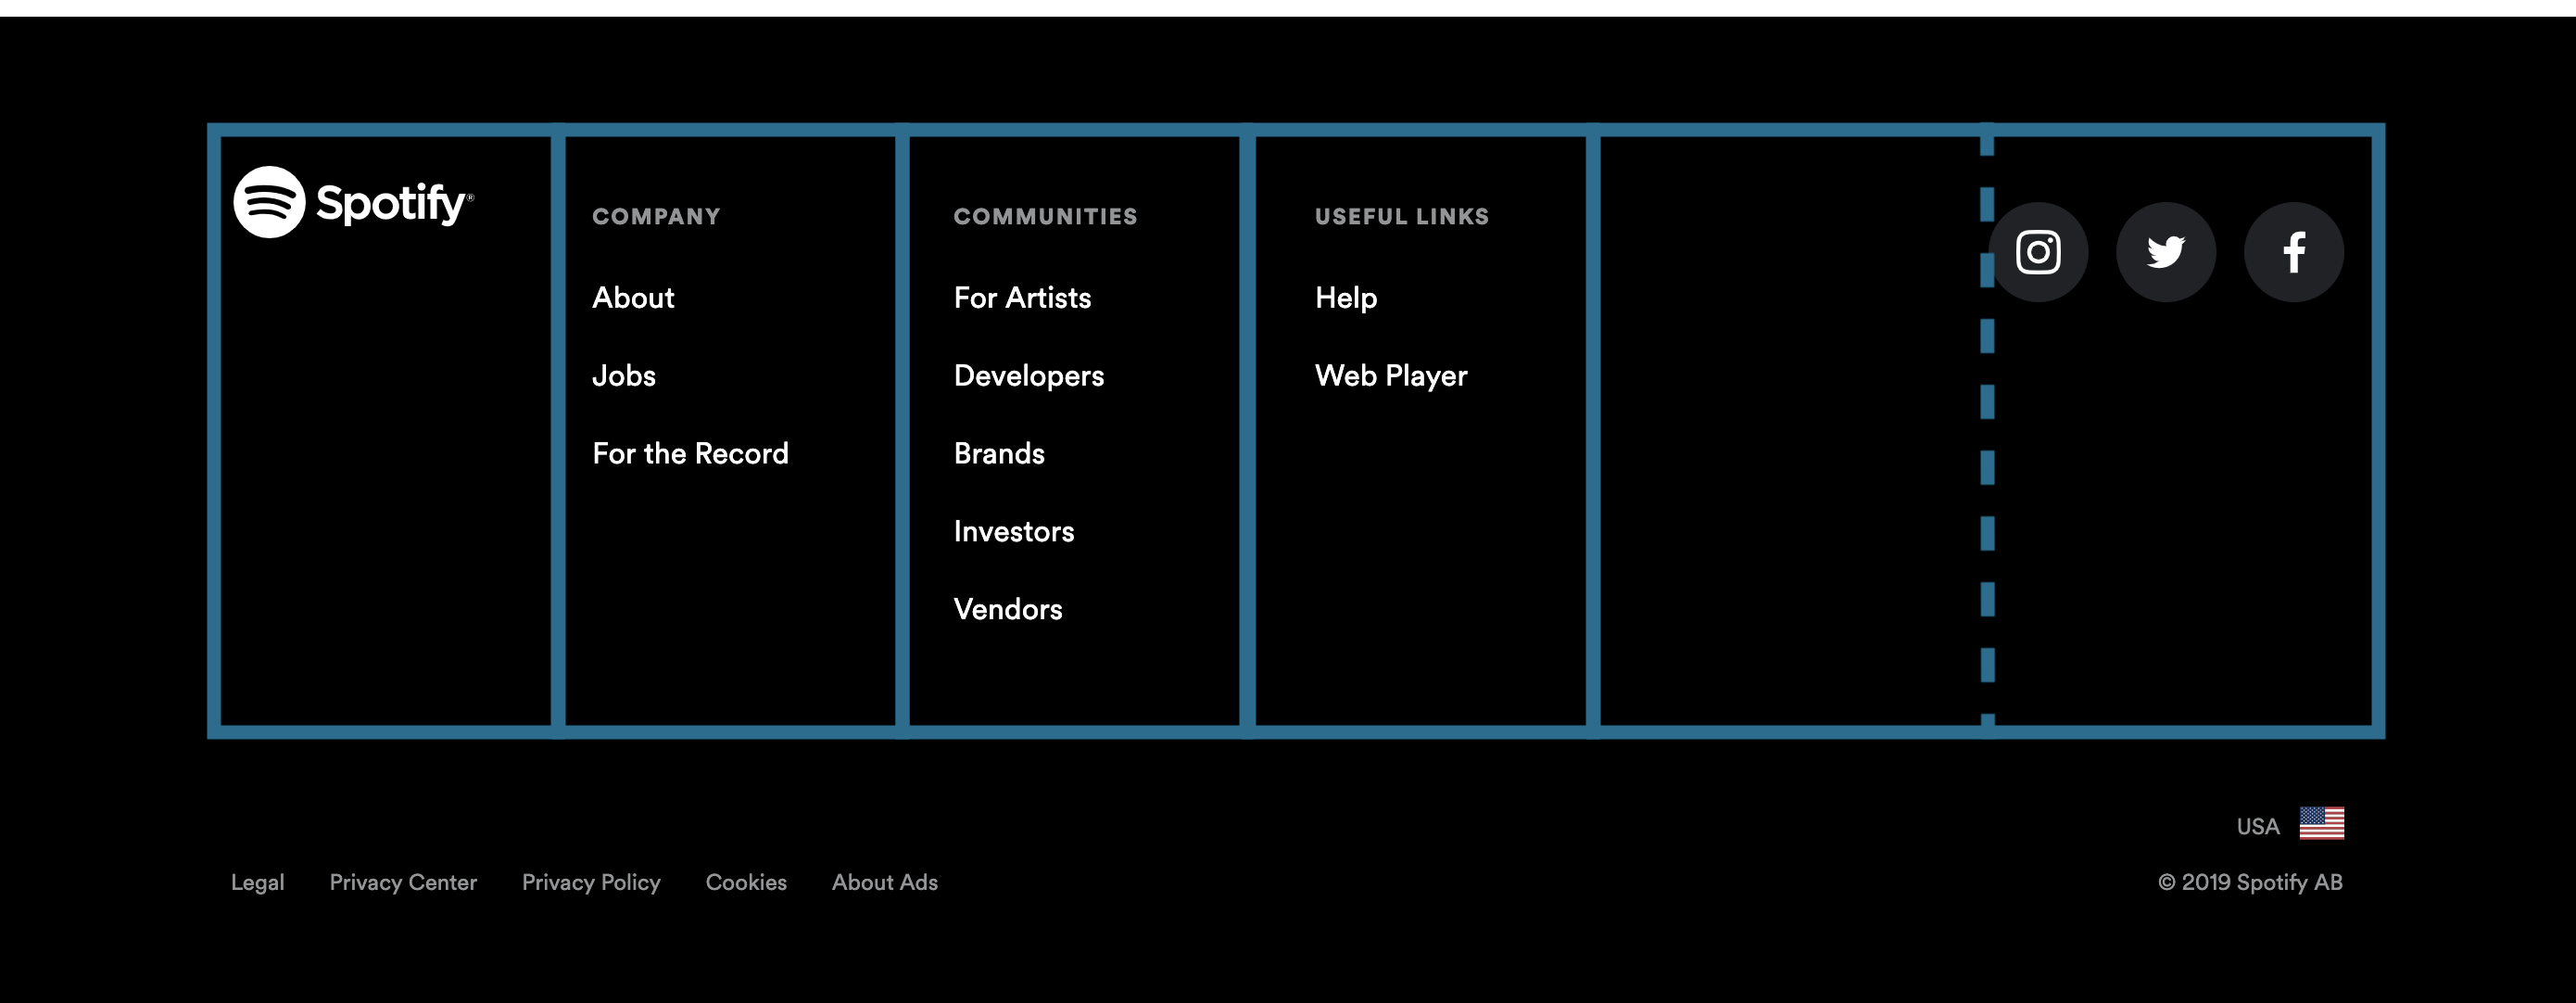 Spotify®
COMPANY
About
Jobs
For the Record
COMMUNITIES
For Artists
Developers
Brands
Investors
Vendors
USEFUL LINKS
Help
Web Player
USA
Legal Privacy Center Privacy Policy Cookies About Ads
© 2019 Spotify AB